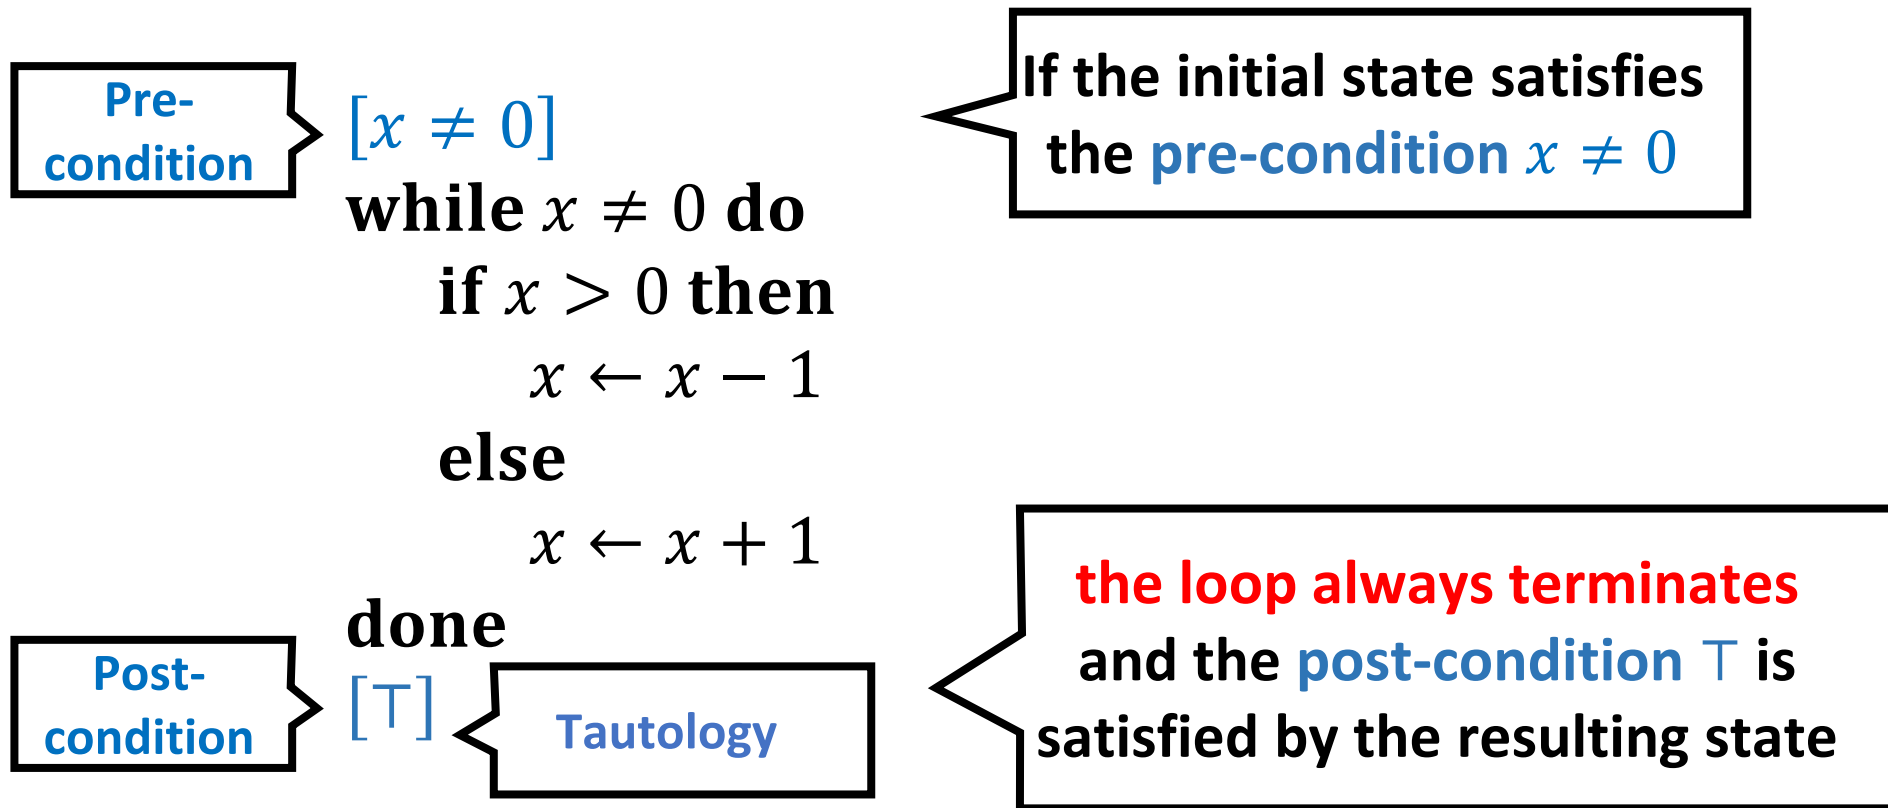 Pre-
condition
[x ≠ 0]
If the initial state satisfies
the pre-condition x ≠ 0
while x ≠ 0 do
if x > 0 then
x ← x − 1
else
x ← x + 1
done
Post-
condition
[⊤]
Tautology
the loop always terminates
and the post-condition ⊤ is
satisfied by the resulting state